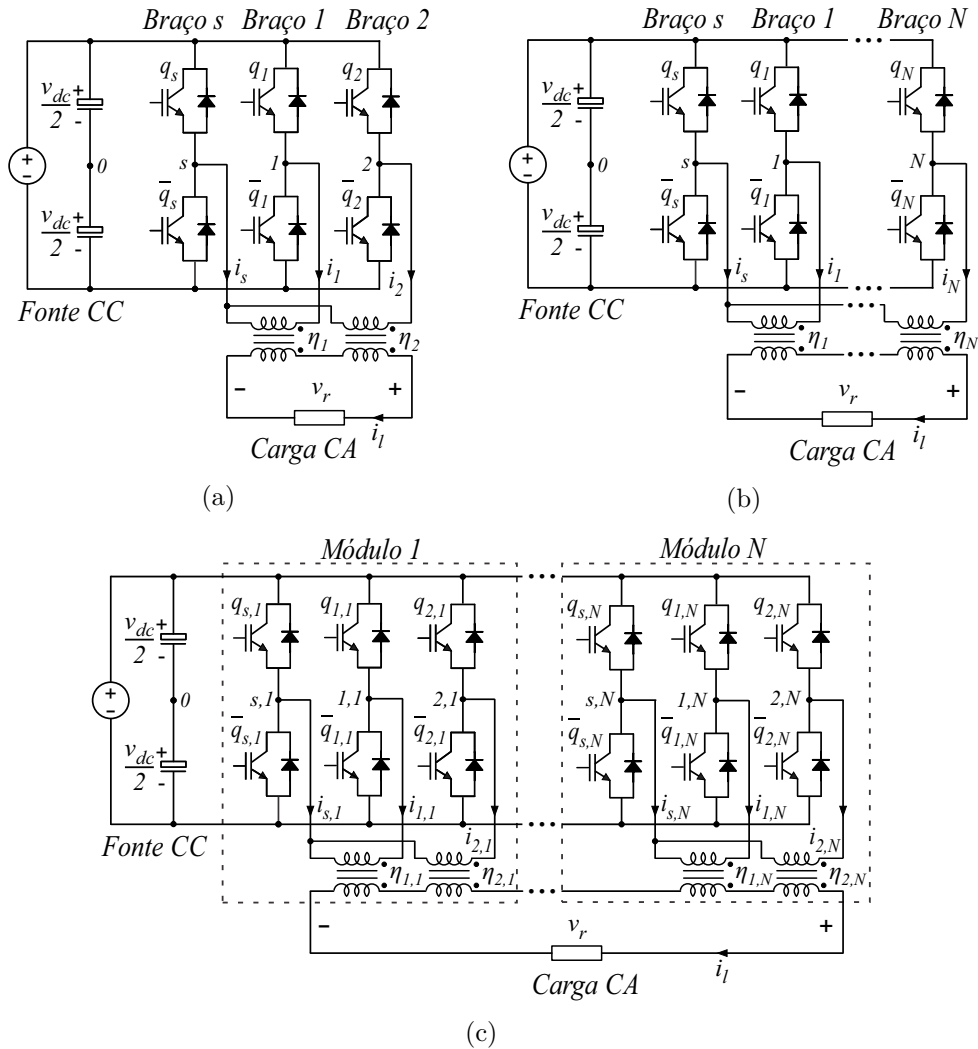 Braço s Braço 1 Braço 2
q_s q_1 q_2
v_dc/2 + -
s 1 2 0
q̅_s q̅_1 q̅_2
v_dc/2 + -
+ -
i_s i_1 i_2
Fonte CC
η_1 η_2
- v_r +
Carga CA i_l
(a)
Braço s Braço 1 Braço N
q_s q_1 q_N
v_dc/2 + -
s 1 N 0
q̅_s q̅_1 q̅_N
v_dc/2 + -
+ -
i_s i_1 i_N
Fonte CC
η_1 η_N
- v_r +
Carga CA i_l
(b)
Módulo 1 Módulo N
q_s,1 q_1,1 q_2,1 q_s,N q_1,N q_2,N
v_dc/2 + -
0 s,1 1,1 2,1 s,N 1,N 2,N
q̅_s,1 q̅_1,1 q̅_2,1 q̅_s,N q̅_1,N q̅_2,N
v_dc/2 + -
+ -
i_s,1 i_1,1 i_2,1 i_s,N i_1,N i_2,N
Fonte CC
η_1,1 η_2,1 η_1,N η_2,N
- v_r +
Carga CA i_l
(c)